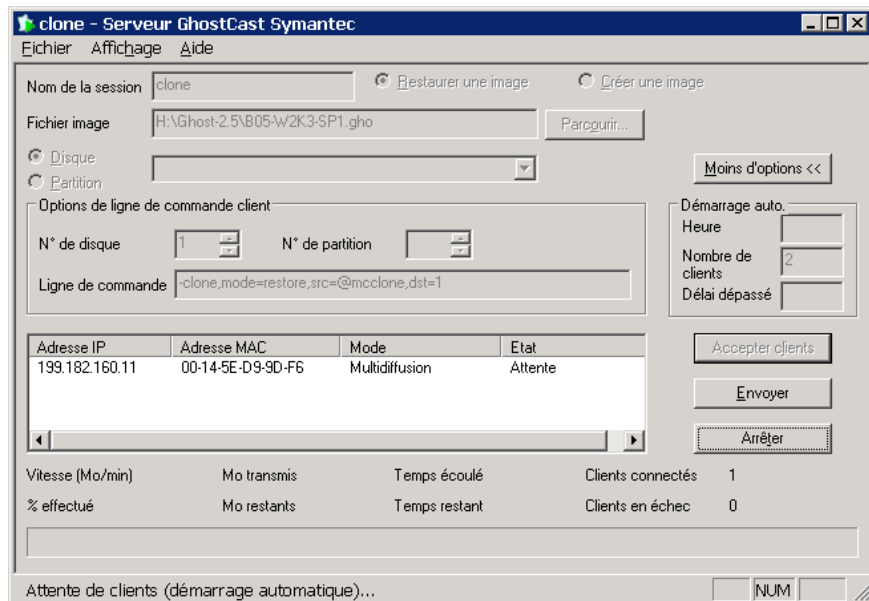 clone - Serveur GhostCast Symantec
Fichier Affichage Aide
Nom de la session clone Restaurer une image Créer une image
Fichier image H:\Ghost-2.5\B05-W2K3-SP1.gho Parcourir...
Disque
Partition
Moins d'options <<
Options de ligne de commande client
N° de disque 1 N° de partition
Ligne de commande -clone,mode=restore,src=@mcclone,dst=1
Démarrage auto.
Heure
Nombre de clients 2
Délai dépassé
Adresse IP Adresse MAC Mode Etat
199.182.160.11 00-14-5E-D9-9D-F6 Multidiffusion Attente
Accepter clients
Envoyer
Arrêter
Vitesse (Mo/min) Mo transmis Temps écoulé Clients connectés 1
% effectué Mo restants Temps restant Clients en échec 0
Attente de clients (démarrage automatique)... NUM